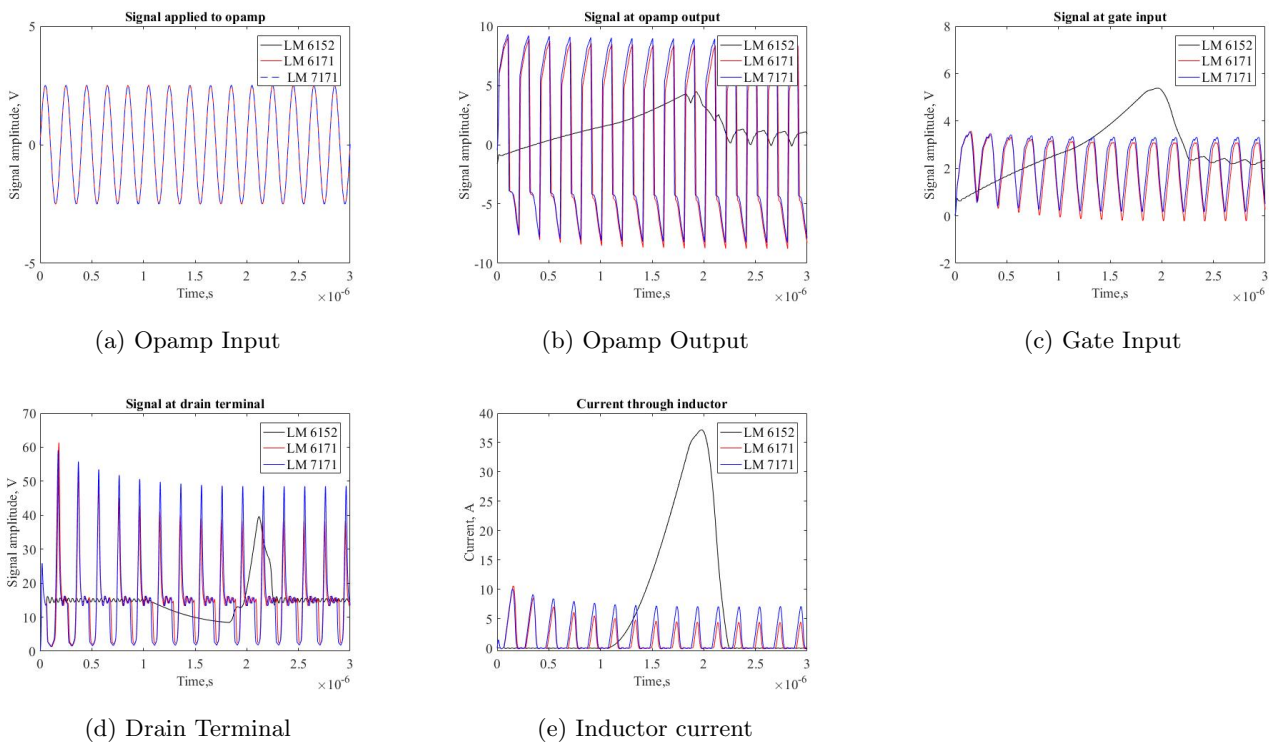 Signal applied to opamp
Signal amplitude, V
5
0
-5
LM 6152
LM 6171
LM 7171
0 0.5 1 1.5 2 2.5 3
Time,s
×10⁻⁶
(a) Opamp Input
Signal at opamp output
Signal amplitude, V
10
5
0
-5
-10
LM 6152
LM 6171
LM 7171
0 0.5 1 1.5 2 2.5 3
Time,s
×10⁻⁶
(b) Opamp Output
Signal at gate input
Signal amplitude, V
8
6
4
2
0
-2
LM 6152
LM 6171
LM 7171
0 0.5 1 1.5 2 2.5 3
Time,s
×10⁻⁶
(c) Gate Input
Signal at drain terminal
Signal amplitude, V
70
60
50
40
30
20
10
0
LM 6152
LM 6171
LM 7171
0 0.5 1 1.5 2 2.5 3
Time,s
×10⁻⁶
(d) Drain Terminal
Current through inductor
Current, A
40
35
30
25
20
15
10
5
0
LM 6152
LM 6171
LM 7171
0 0.5 1 1.5 2 2.5 3
Time,s
×10⁻⁶
(e) Inductor current